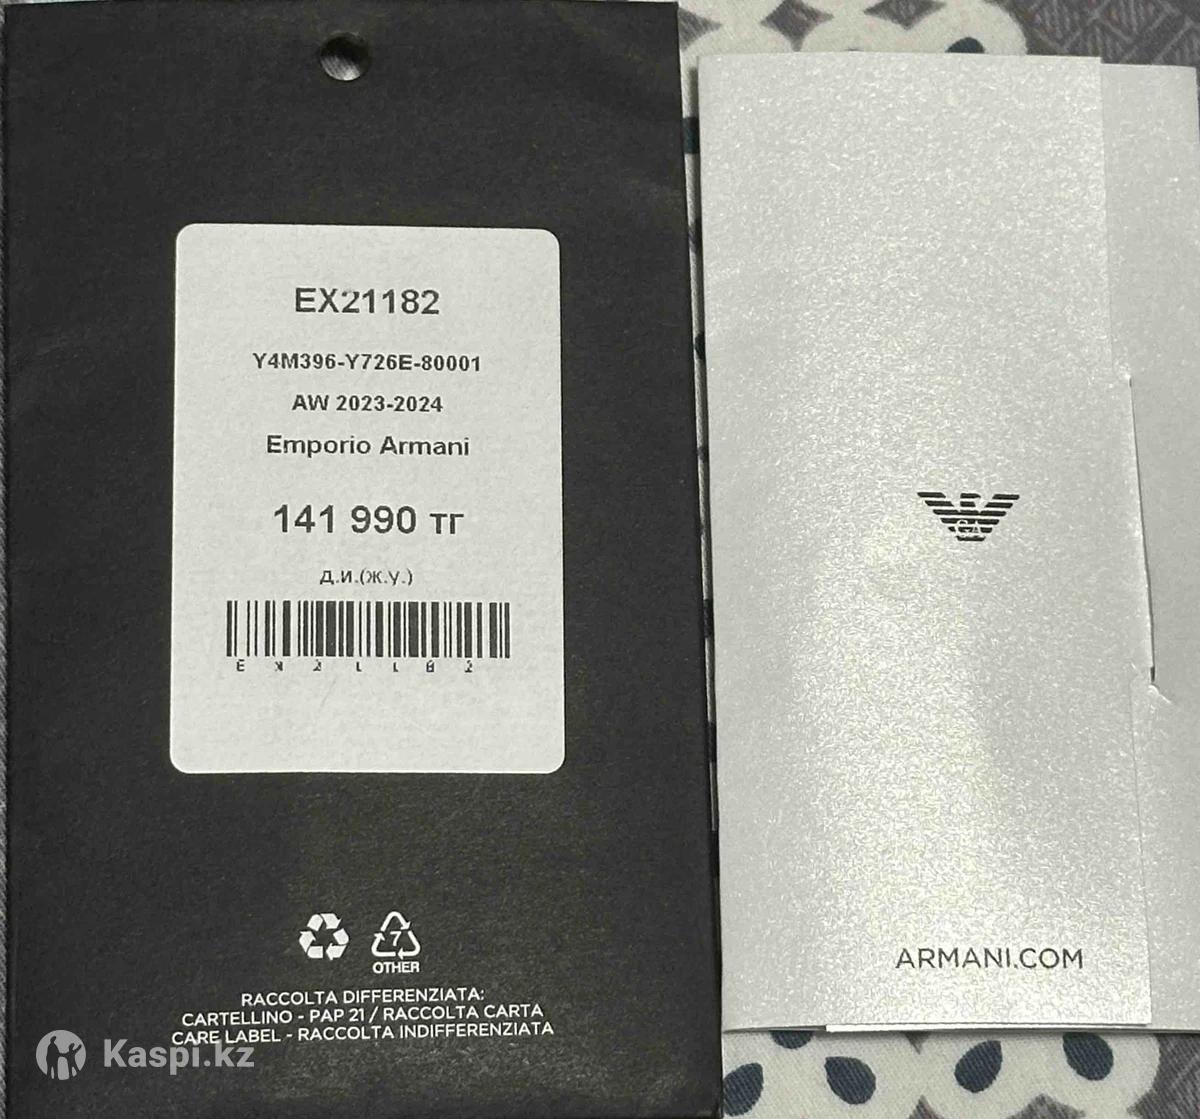 EX21182
Y4M396-Y726E-80001
AW 2023-2024
Emporio Armani
141 990 тг
д.и.(ж.у.)
EX21182
7
OTHER
RACCOLTA DIFFERENZIATA:
CARTELLINO - PAP 21 / RACCOLTA CARTA
CARE LABEL - RACCOLTA INDIFFERENZIATA
Kaspi.kz
GA
ARMANI.COM